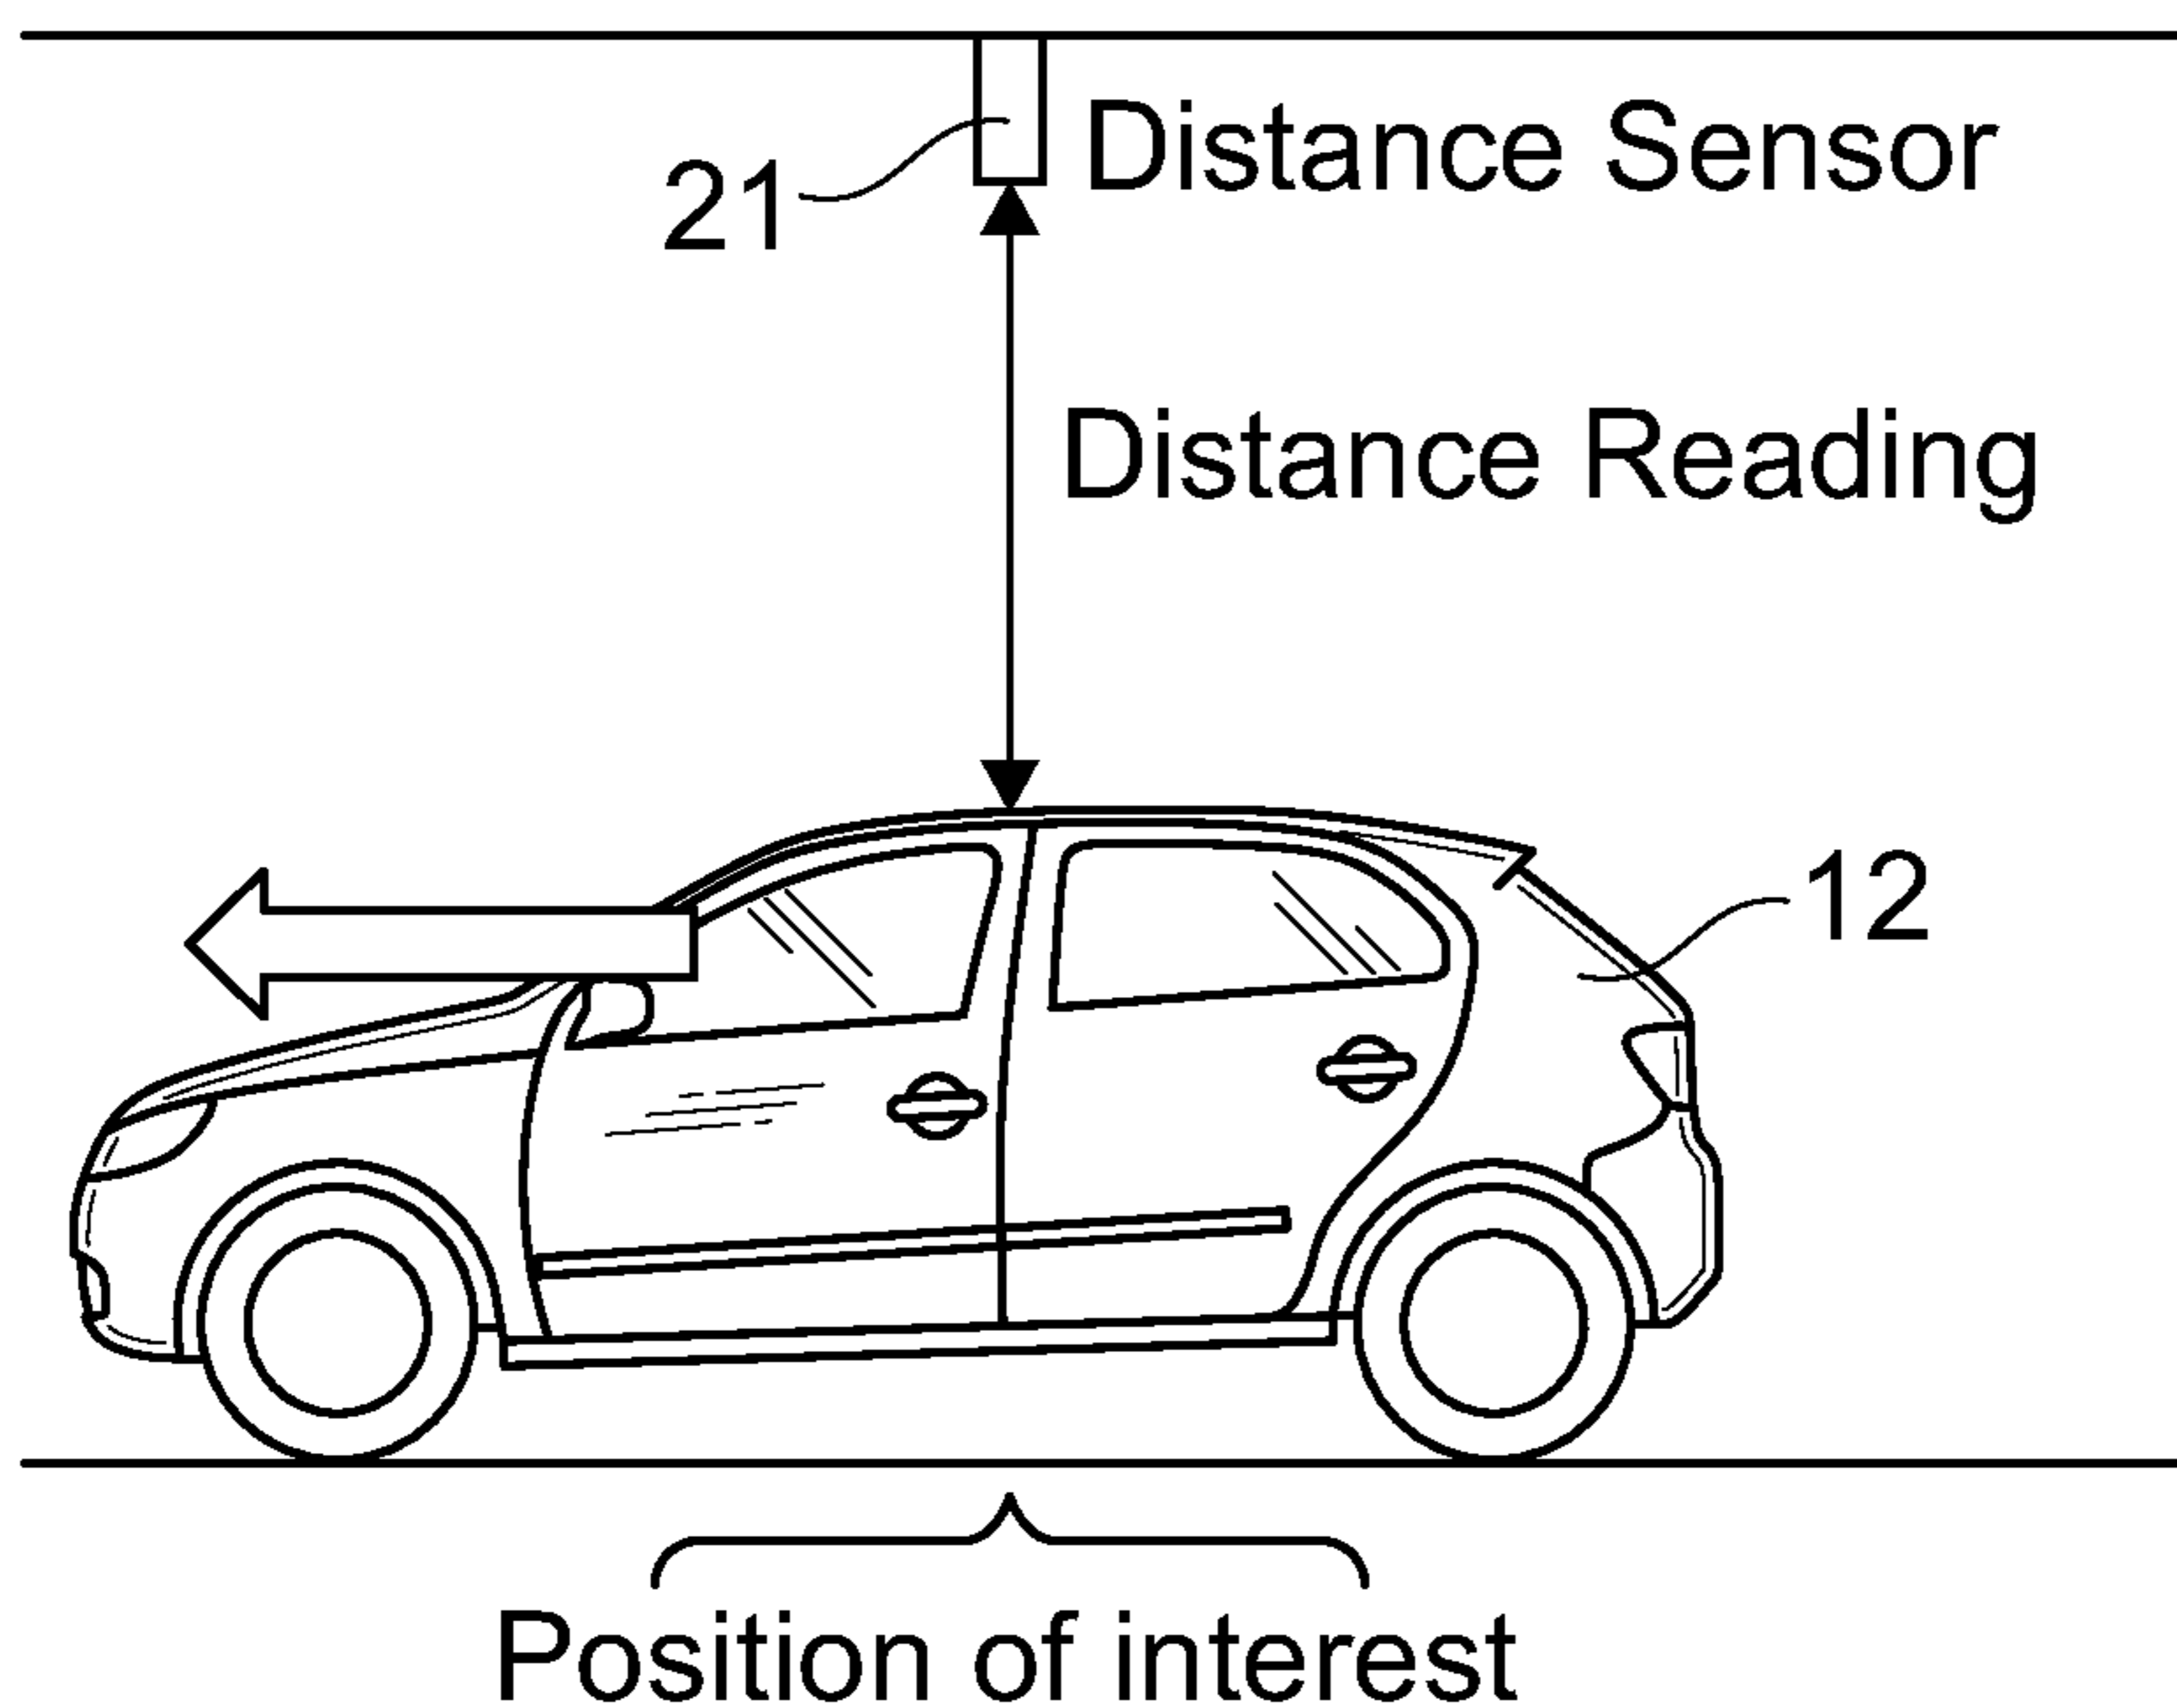 Distance Sensor
21
Distance Reading
12
Position of interest